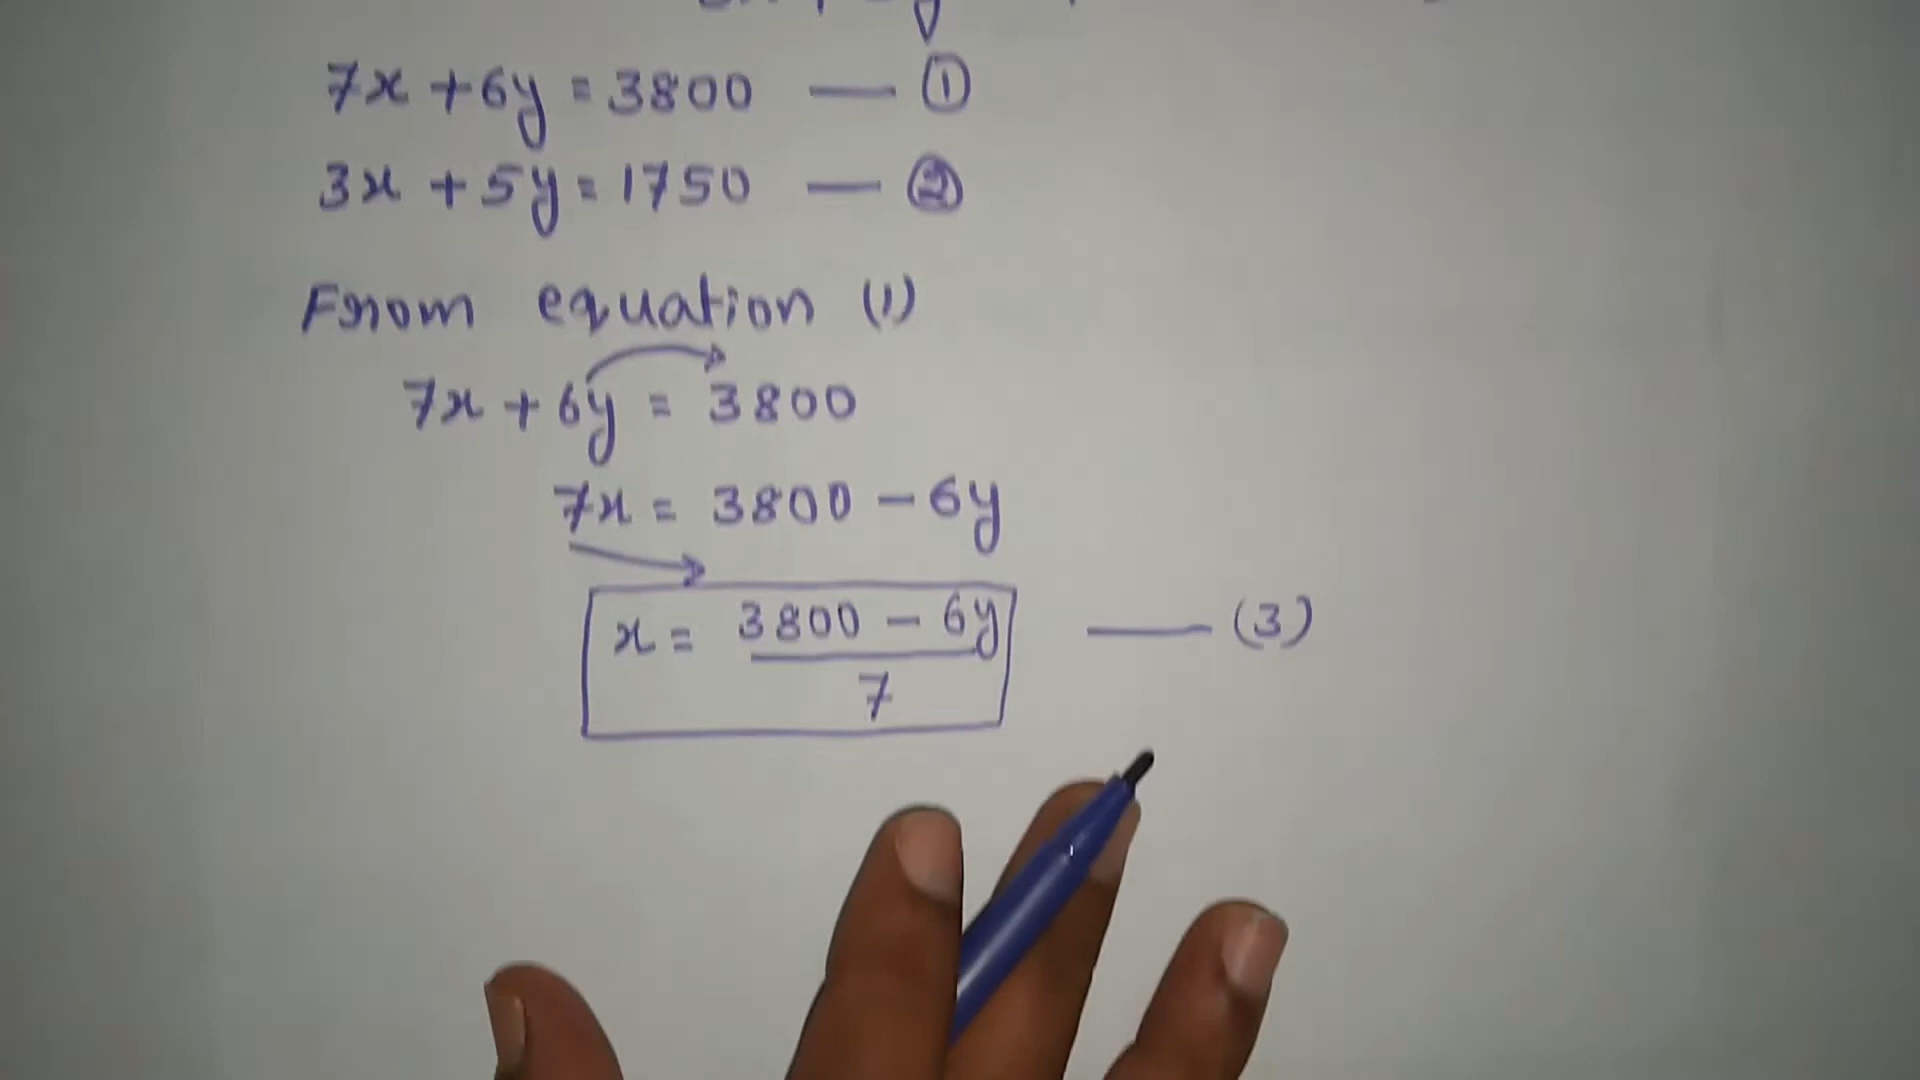 7x + 6y = 3800 — ①
3x + 5y = 1750 — ②
From equation (1)
7x + 6y = 3800
7x = 3800 - 6y
x = 3800 - 6y / 7 — (3)